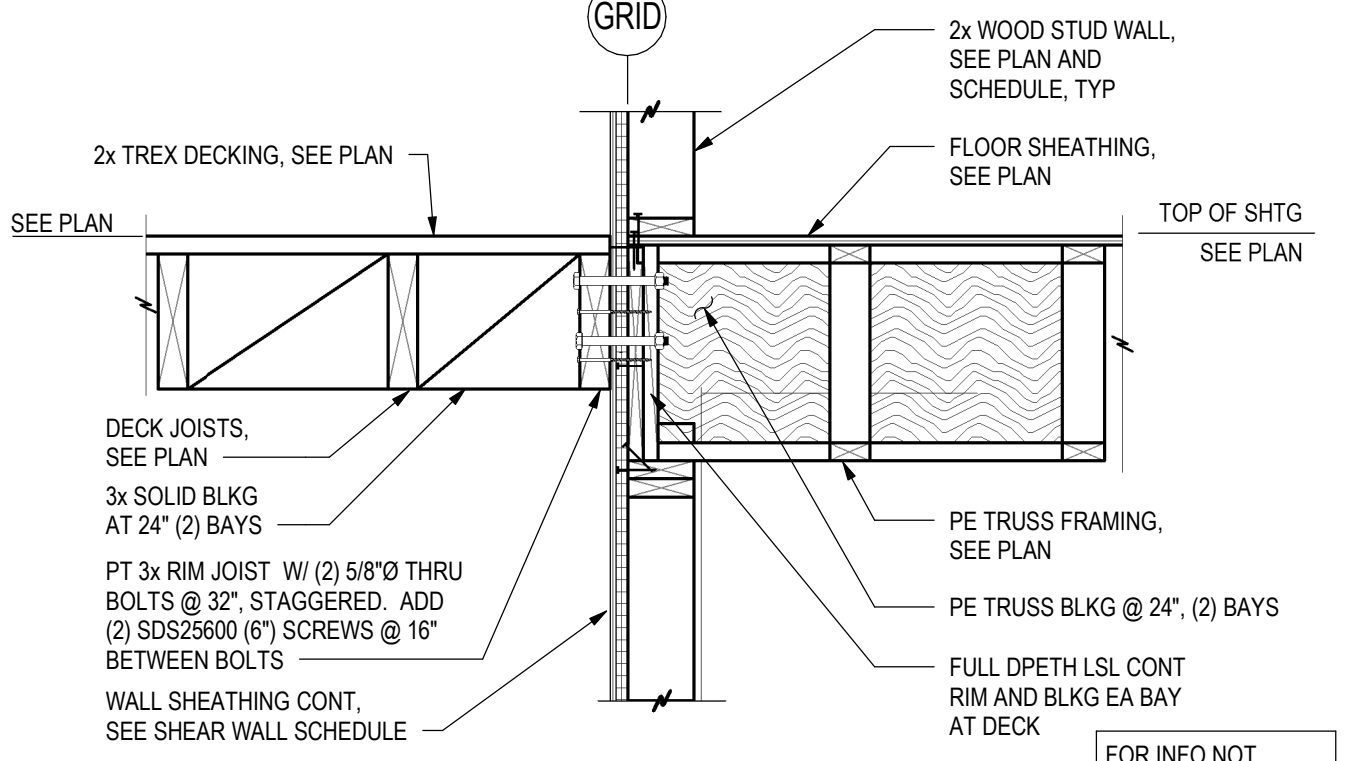 GRID
2x WOOD STUD WALL,
SEE PLAN AND
SCHEDULE, TYP
2x TREX DECKING, SEE PLAN
FLOOR SHEATHING,
SEE PLAN
SEE PLAN
TOP OF SHTG
SEE PLAN
DECK JOISTS,
SEE PLAN
3x SOLID BLKG
AT 24" (2) BAYS
PT 3x RIM JOIST W/ (2) 5/8"Ø THRU
BOLTS @ 32", STAGGERED. ADD
(2) SDS25600 (6") SCREWS @ 16"
BETWEEN BOLTS
WALL SHEATHING CONT,
SEE SHEAR WALL SCHEDULE
PE TRUSS FRAMING,
SEE PLAN
PE TRUSS BLKG @ 24", (2) BAYS
FULL DPETH LSL CONT
RIM AND BLKG EA BAY
AT DECK
FOR INFO NOT